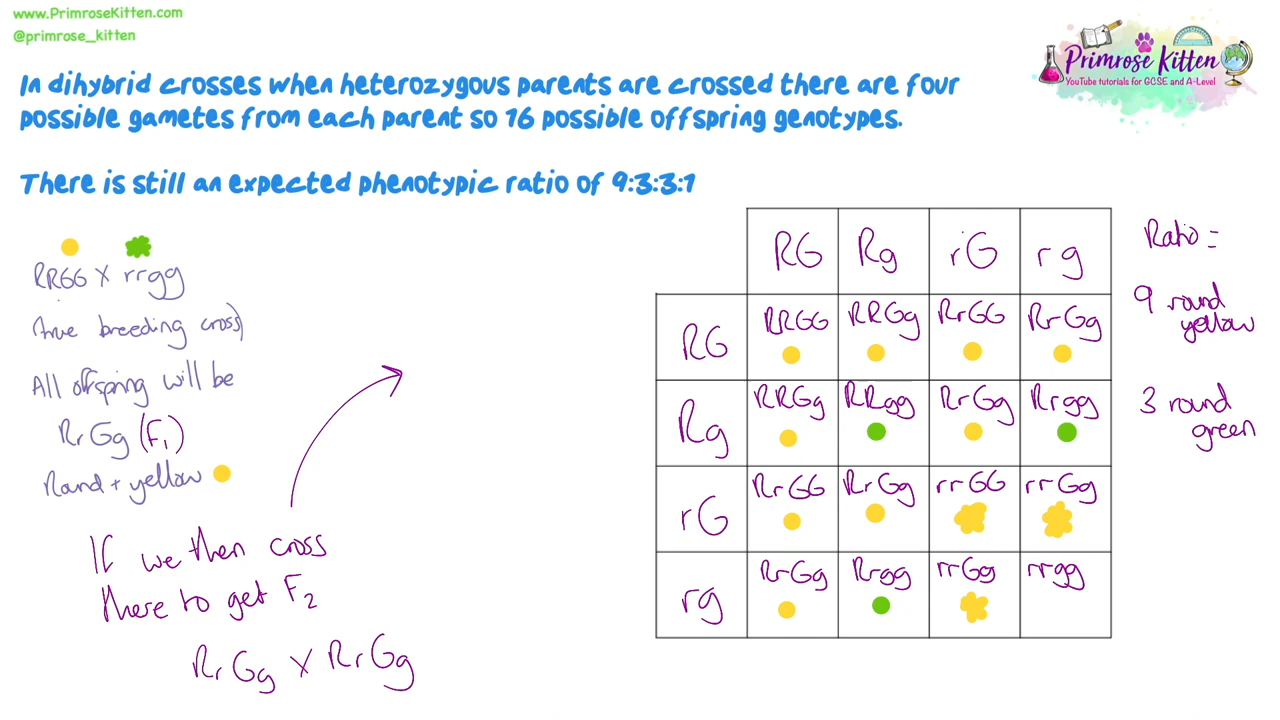 www.PrimroseKitten.com
@primrose_kitten
Primrose Kitten
YouTube tutorials for GCSE and A-Level
In dihybrid crosses when heterozygous parents are crossed there are four
possible gametes from each parent so 16 possible offspring genotypes.
There is still an expected phenotypic ratio of 9:3:3:1
RRGG X rrgg
true breeding cross
All offspring will be
RrGg (F1)
Round + yellow
If we then cross
these to get F2
RrGg X RrGg
RG Rg rG rg
RG RRGG RRGg RrGG RrGg
Rg RRGg RRgg RrGg Rrgg
rG RrGG RrGg rrGG rrGg
rg RrGg Rrgg rrGg rrgg
Ratio =
9 round
yellow
3 round
green